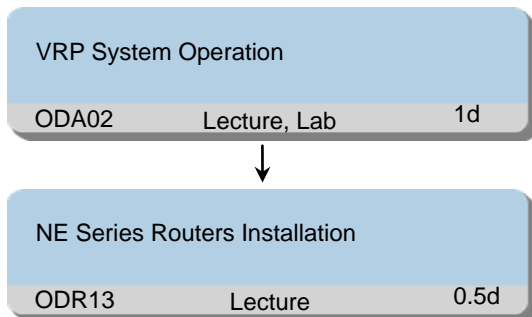 VRP System Operation
ODA02 Lecture, Lab 1d
NE Series Routers Installation
ODR13 Lecture 0.5d